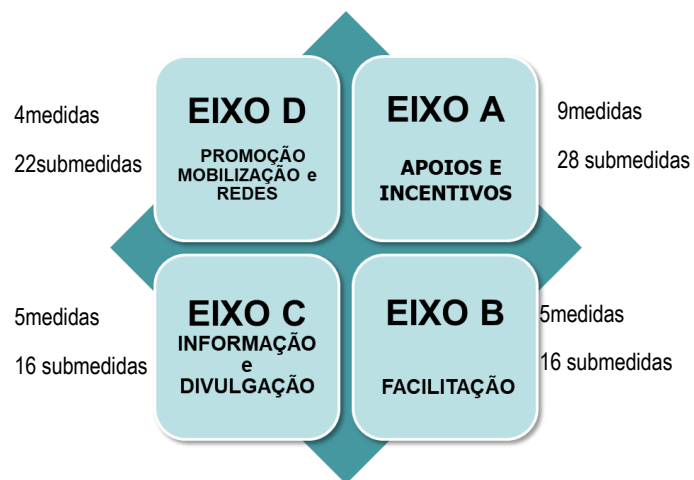 4medidas
22submedidas
EIXO D
PROMOÇÃO
MOBILIZAÇÃO e
REDES
EIXO A
APOIOS E
INCENTIVOS
9medidas
28 submedidas
5medidas
16 submedidas
EIXO C
INFORMAÇÃO
e
DIVULGAÇÃO
EIXO B
FACILITAÇÃO
5medidas
16 submedidas